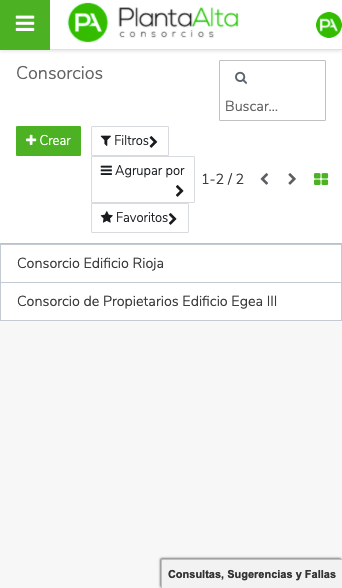 PA PlantaAlta
consorcios
PA
Consorcios
Buscar...
Crear
Filtros
Agrupar por
1-2 / 2
Favoritos
Consorcio Edificio Rioja
Consorcio de Propietarios Edificio Egea III
Consultas, Sugerencias y Fallas